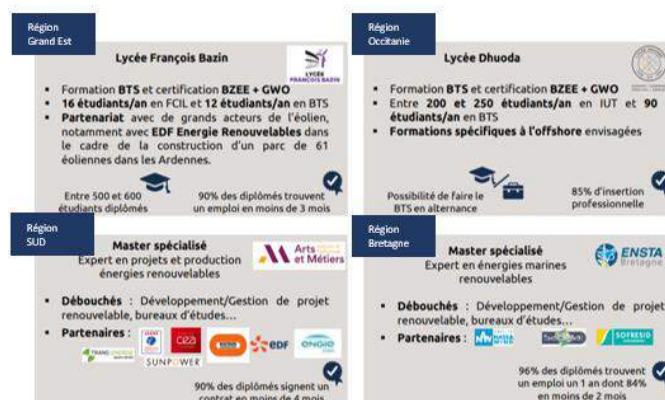 Région
Grand Est
Lycée François Bazin
LYCÉE
FRANÇOIS BAZIN
▪ Formation BTS et certification BZEE + GWO
▪ 16 étudiants/an en FCIL et 12 étudiants/an en BTS
▪ Partenariat avec de grands acteurs de l'éolien,
notamment avec EDF Energie Renouvelables dans
le cadre de la construction d'un parc de 61
éoliennes dans les Ardennes.
Entre 500 et 600
étudiants diplômés
90% des diplômés trouvent
un emploi en moins de 3 mois
Région
Occitanie
Lycée Dhuoda
▪ Formation BTS et certification BZEE + GWO
▪ Entre 200 et 250 étudiants/an en IUT et 90
étudiants/an en BTS
▪ Formations spécifiques à l'offshore envisagées
Possibilité de faire le
BTS en alternance
85% d'insertion
professionnelle
Région
SUD
Master spécialisé
Expert en projets et production
énergies renouvelables
Arts
et Métiers
▪ Débouchés : Développement/Gestion de projet
renouvelable, bureaux d'études…
▪ Partenaires :
cea
edf
ENGIE
SUNPOWER
90% des diplômés signent un
contrat en moins de 4 mois
Région
Bretagne
Master spécialisé
Expert en énergies marines
renouvelables
ENSTA
Bretagne
▪ Débouchés : Développement/Gestion de projet
renouvelable, bureaux d'études…
▪ Partenaires :
SOFRESID
96% des diplômés trouvent
un emploi un 1 an dont 84%
en moins de 2 mois